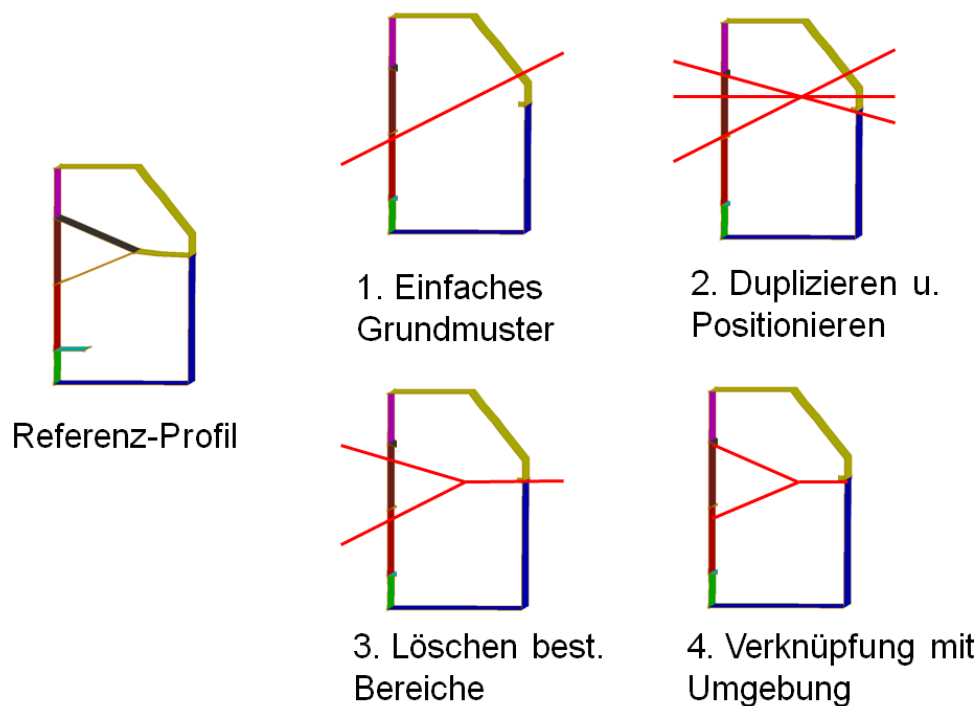 1. Einfaches
Grundmuster
2. Duplizieren u.
Positionieren
Referenz-Profil
3. Löschen best.
Bereiche
4. Verknüpfung mit
Umgebung